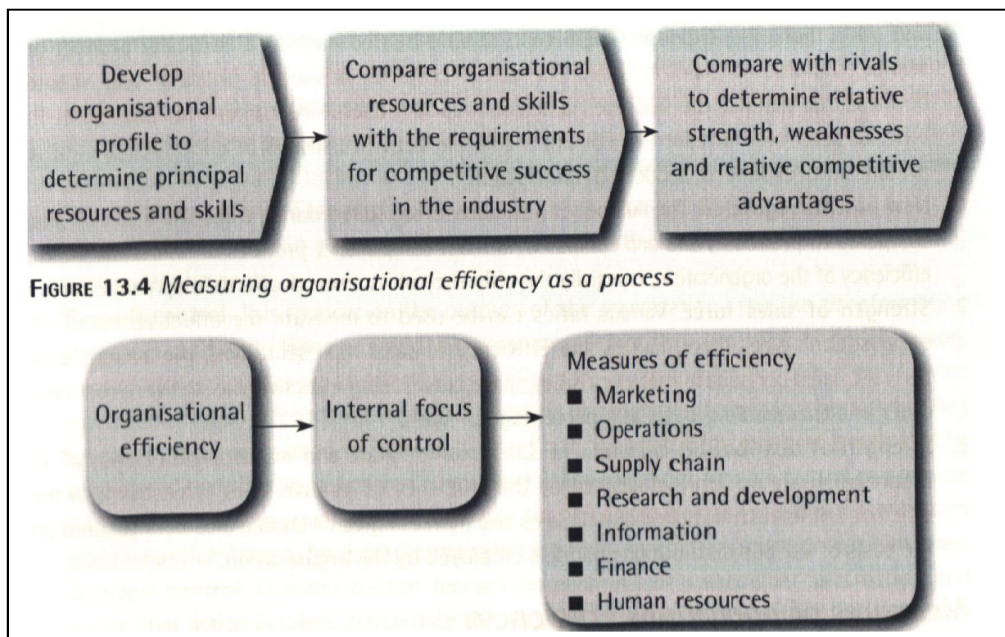 Develop
organisational
profile to
determine principal
resources and skills
Compare organisational
resources and skills
with the requirements
for competitive success
in the industry
Compare with rivals
to determine relative
strength, weaknesses
and relative competitive
advantages
FIGURE 13.4 Measuring organisational efficiency as a process
Organisational
efficiency
Internal focus
of control
Measures of efficiency
■ Marketing
■ Operations
■ Supply chain
■ Research and development
■ Information
■ Finance
■ Human resources